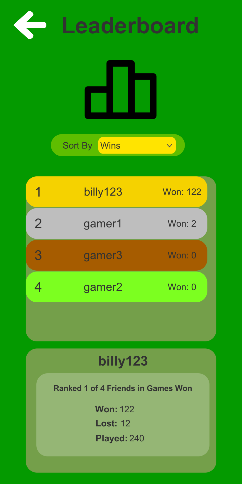 Leaderboard
Sort By Wins
1 billy123 Won: 122
2 gamer1 Won: 2
3 gamer3 Won: 0
4 gamer2 Won: 0
billy123
Ranked 1 of 4 Friends in Games Won
Won: 122
Lost: 12
Played: 240